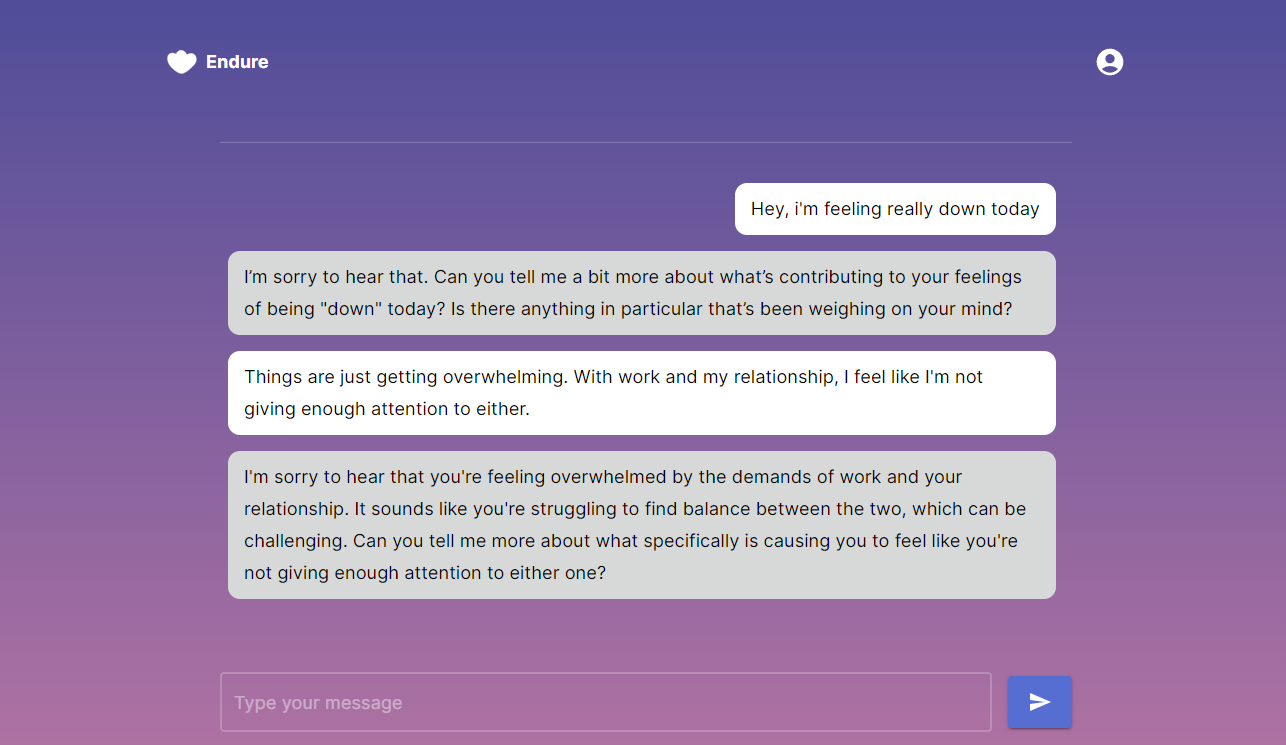 Endure
Hey, i'm feeling really down today
I’m sorry to hear that. Can you tell me a bit more about what’s contributing to your feelings
of being "down" today? Is there anything in particular that’s been weighing on your mind?
Things are just getting overwhelming. With work and my relationship, I feel like I'm not
giving enough attention to either.
I'm sorry to hear that you're feeling overwhelmed by the demands of work and your
relationship. It sounds like you're struggling to find balance between the two, which can be
challenging. Can you tell me more about what specifically is causing you to feel like you're
not giving enough attention to either one?
Type your message